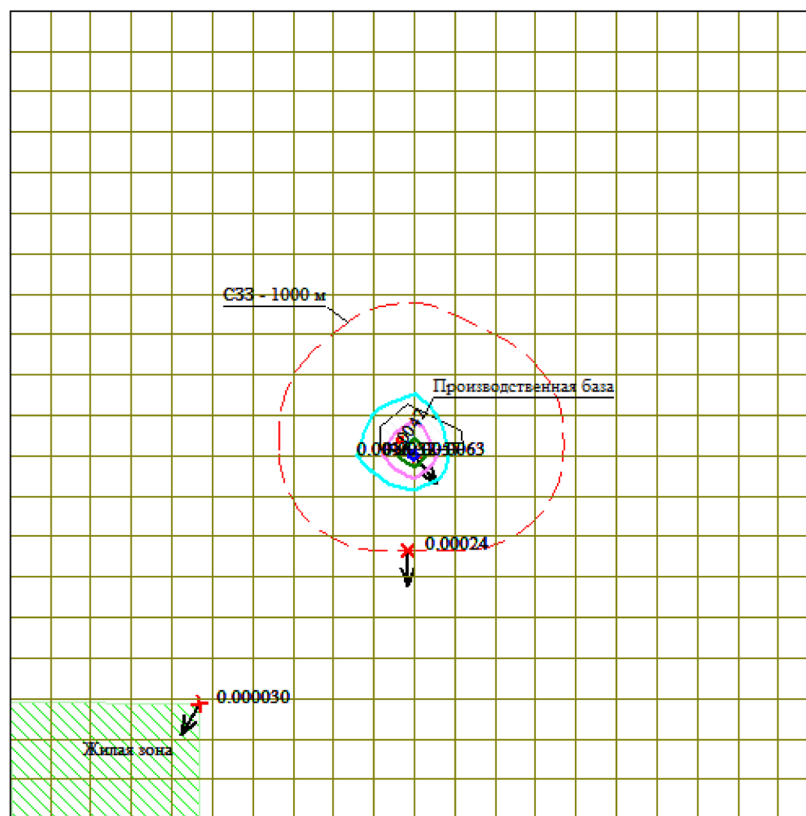 СЗЗ - 1000 м
Производственная база
0.00024
0.000030
Жилая зона